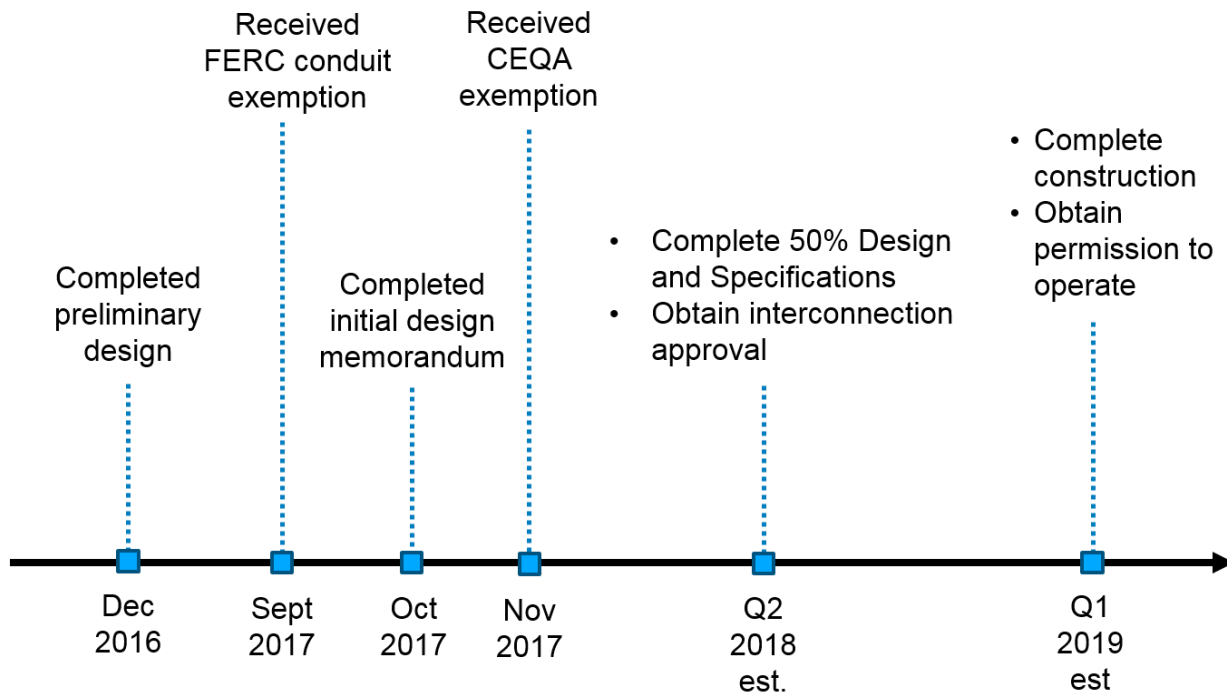 Received
FERC conduit
exemption
Received
CEQA
exemption
• Complete
construction
• Obtain
permission to
operate
• Complete 50% Design
and Specifications
• Obtain interconnection
approval
Completed
preliminary
design
Completed
initial design
memorandum
Dec
2016
Sept
2017
Oct
2017
Nov
2017
Q2
2018
est.
Q1
2019
est